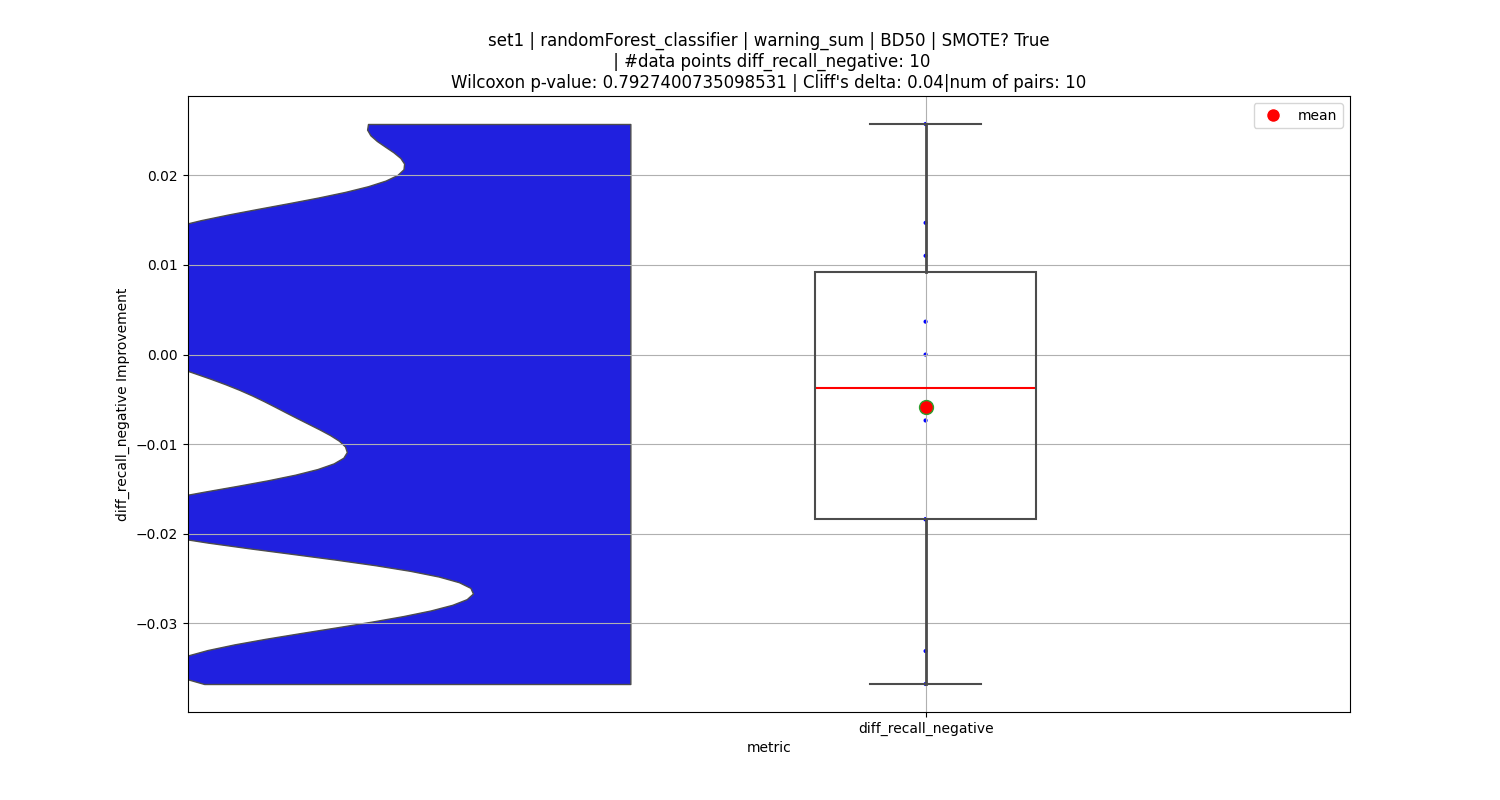 set1 | randomForest_classifier | warning_sum | BD50 | SMOTE? True
| #data points diff_recall_negative: 10
Wilcoxon p-value: 0.7927400735098531 | Cliff's delta: 0.04|num of pairs: 10
mean
0.02
0.01
0.00
−0.01
−0.02
−0.03
diff_recall_negative Improvement
diff_recall_negative
metric